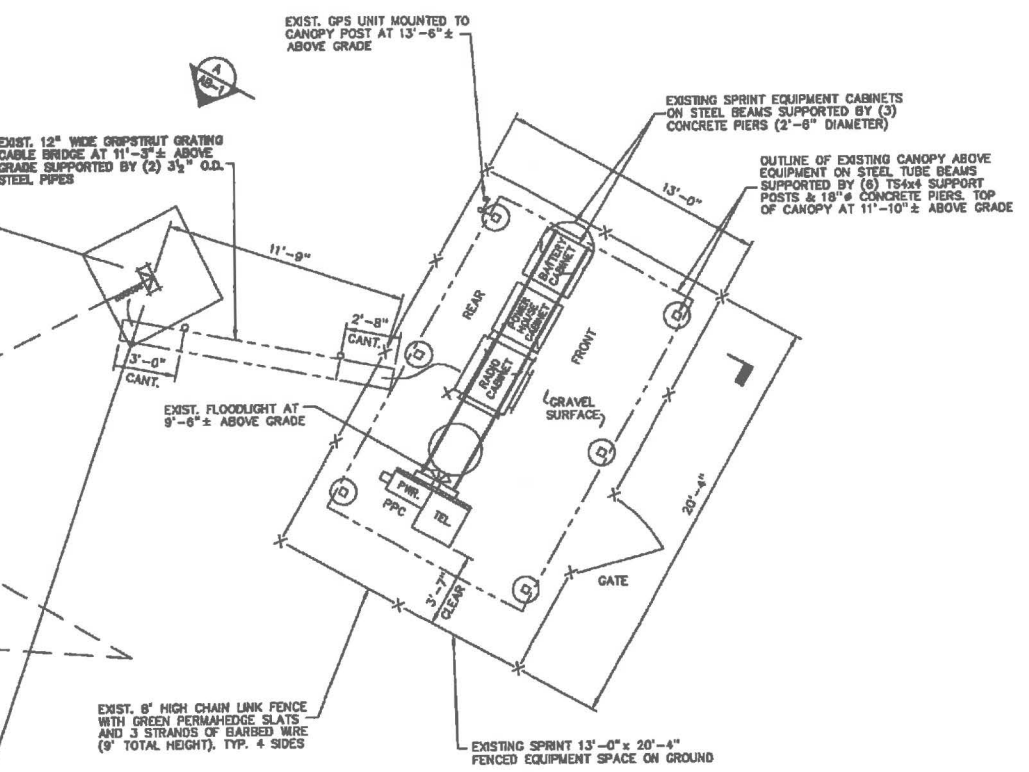 EXIST. GPS UNIT MOUNTED TO
CANOPY POST AT 13'-6"±
ABOVE GRADE
A
AB-1
EXISTING SPRINT EQUIPMENT CABINETS
ON STEEL BEAMS SUPPORTED BY (3)
CONCRETE PIERS (2'-6" DIAMETER)
EXIST. 12" WIDE GRIPSTRUT GRATING
CABLE BRIDGE AT 11'-3"± ABOVE
GRADE SUPPORTED BY (2) 3½" O.D.
STEEL PIPES
OUTLINE OF EXISTING CANOPY ABOVE
EQUIPMENT ON STEEL TUBE BEAMS
SUPPORTED BY (6) TS4x4 SUPPORT
POSTS & 18"ø CONCRETE PIERS. TOP
OF CANOPY AT 11'-10"± ABOVE GRADE
13'-0"
11'-9"
BATTERY
CABINET
REAR
POWER
HOUSE
CABINET
FRONT
2'-8"
CANT.
3'-0"
CANT.
RADIO
CABINET
GRAVEL
SURFACE
EXIST. FLOODLIGHT AT
9'-6"± ABOVE GRADE
20'-4"
PWR.
PPC
TEL.
3'-7"
CLEAR
GATE
EXIST. 8' HIGH CHAIN LINK FENCE
WITH GREEN PERMAHEDGE SLATS
AND 3 STRANDS OF BARBED WIRE
(9' TOTAL HEIGHT). TYP. 4 SIDES
EXISTING SPRINT 13'-0" x 20'-4"
FENCED EQUIPMENT SPACE ON GROUND